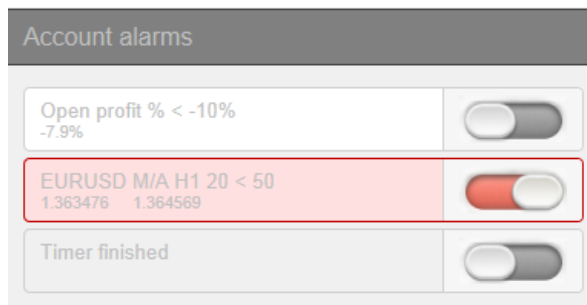 Account alarms
Open profit % < -10%
-7.9%
EURUSD M/A H1 20 < 50
1.363476 1.364569
Timer finished